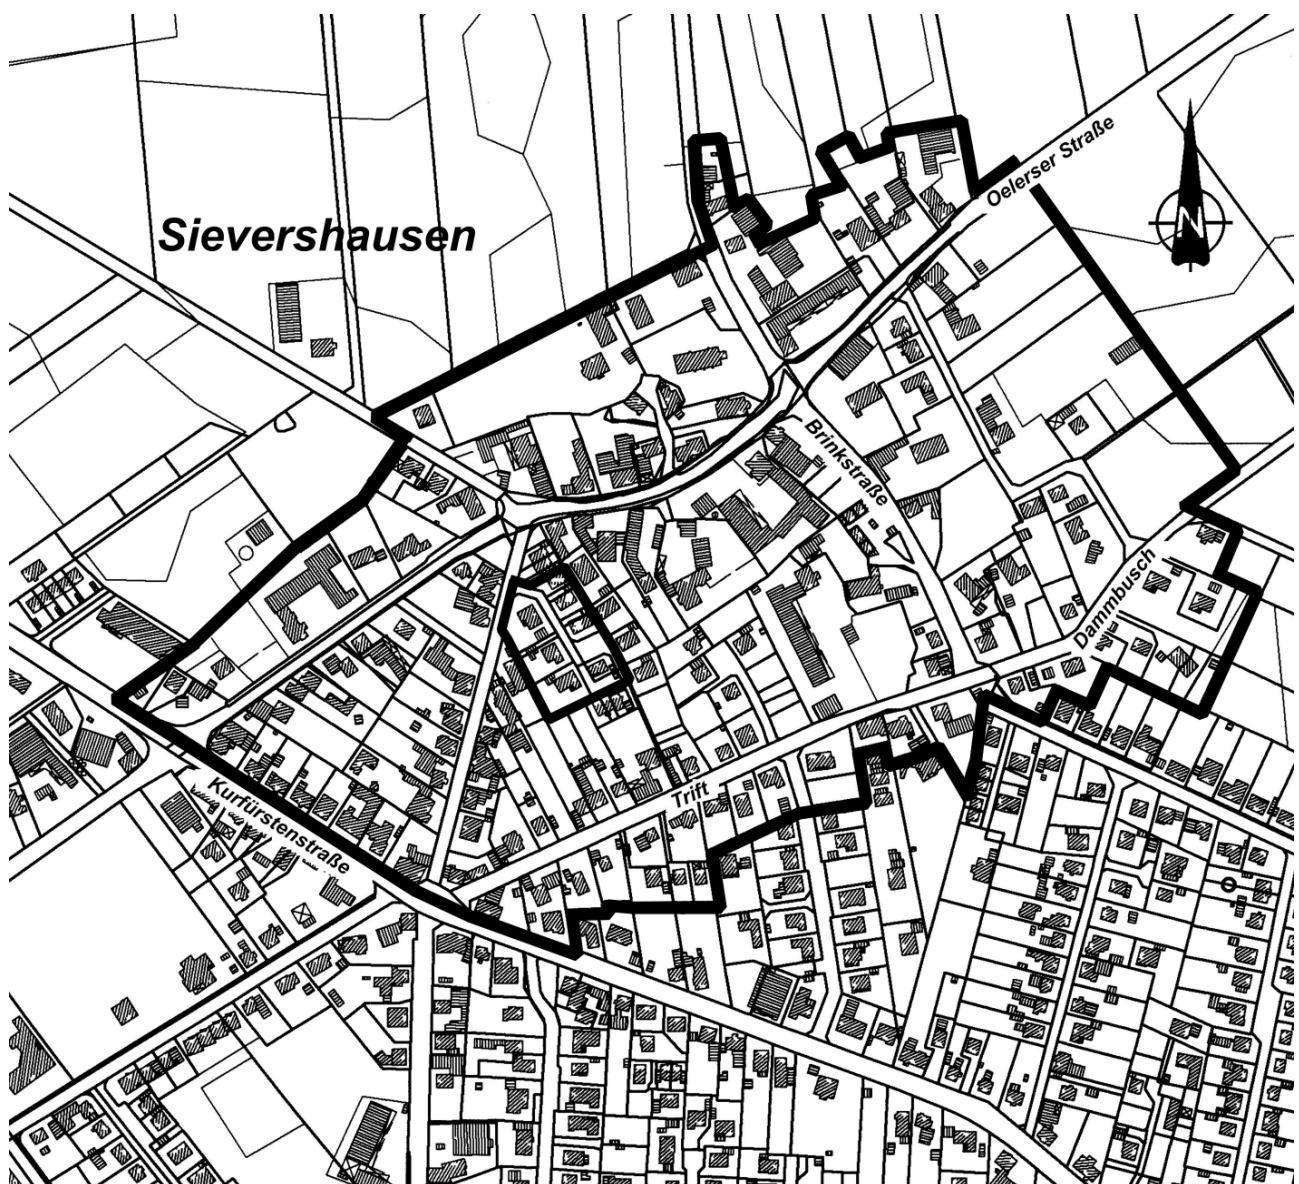 Oelerser Straße
N
Sievershausen
Brinkstraße
Dammbusch
Trift
Kurfürstenstraße